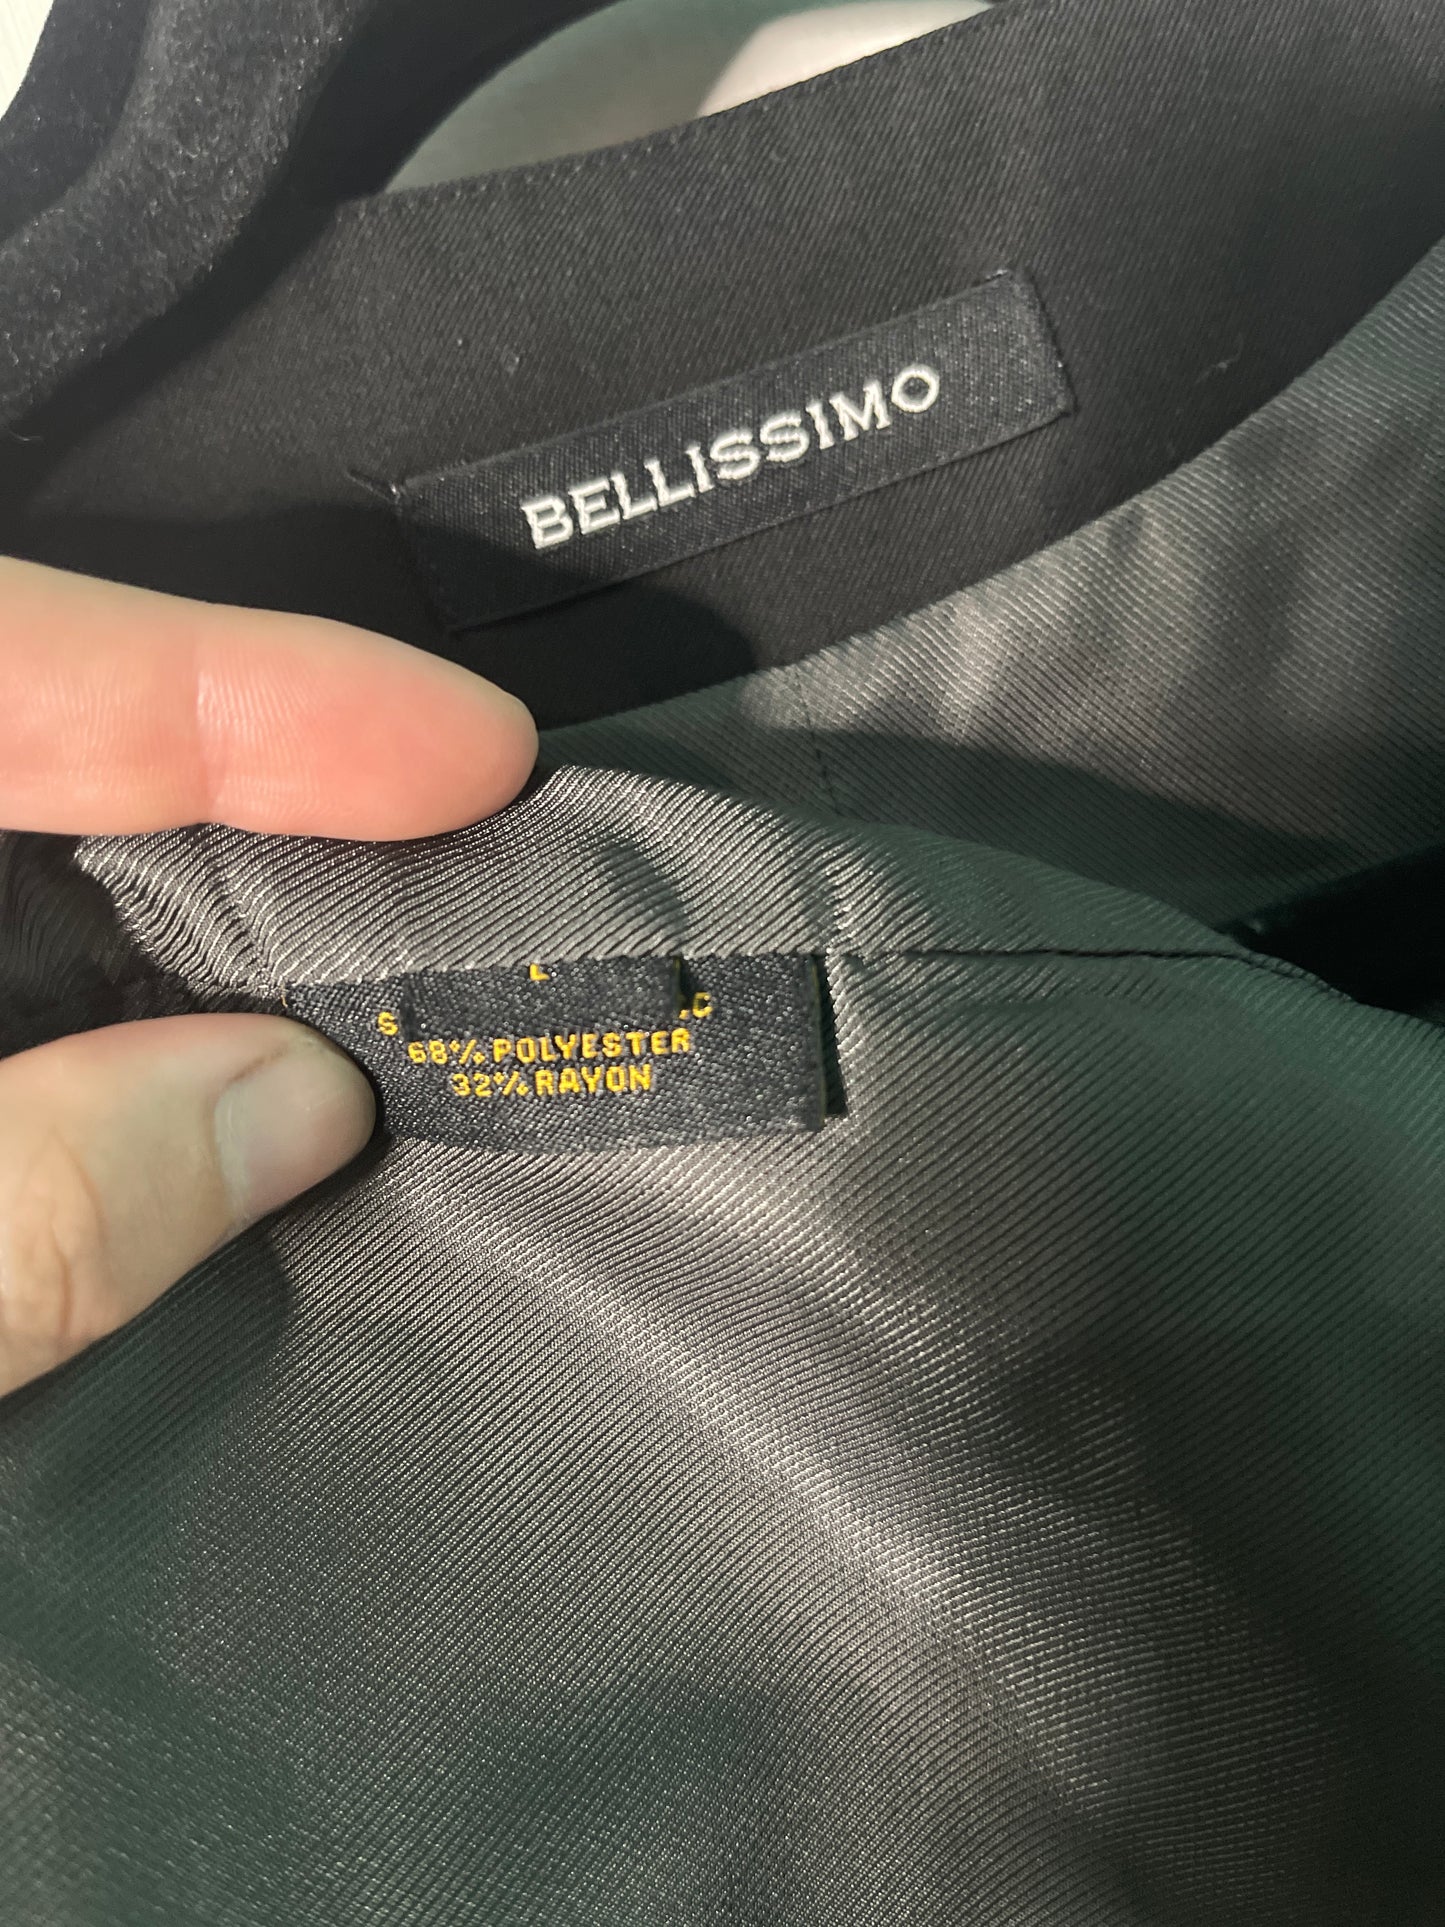 BELLISSIMO
68% POLYESTER
32% RAYON